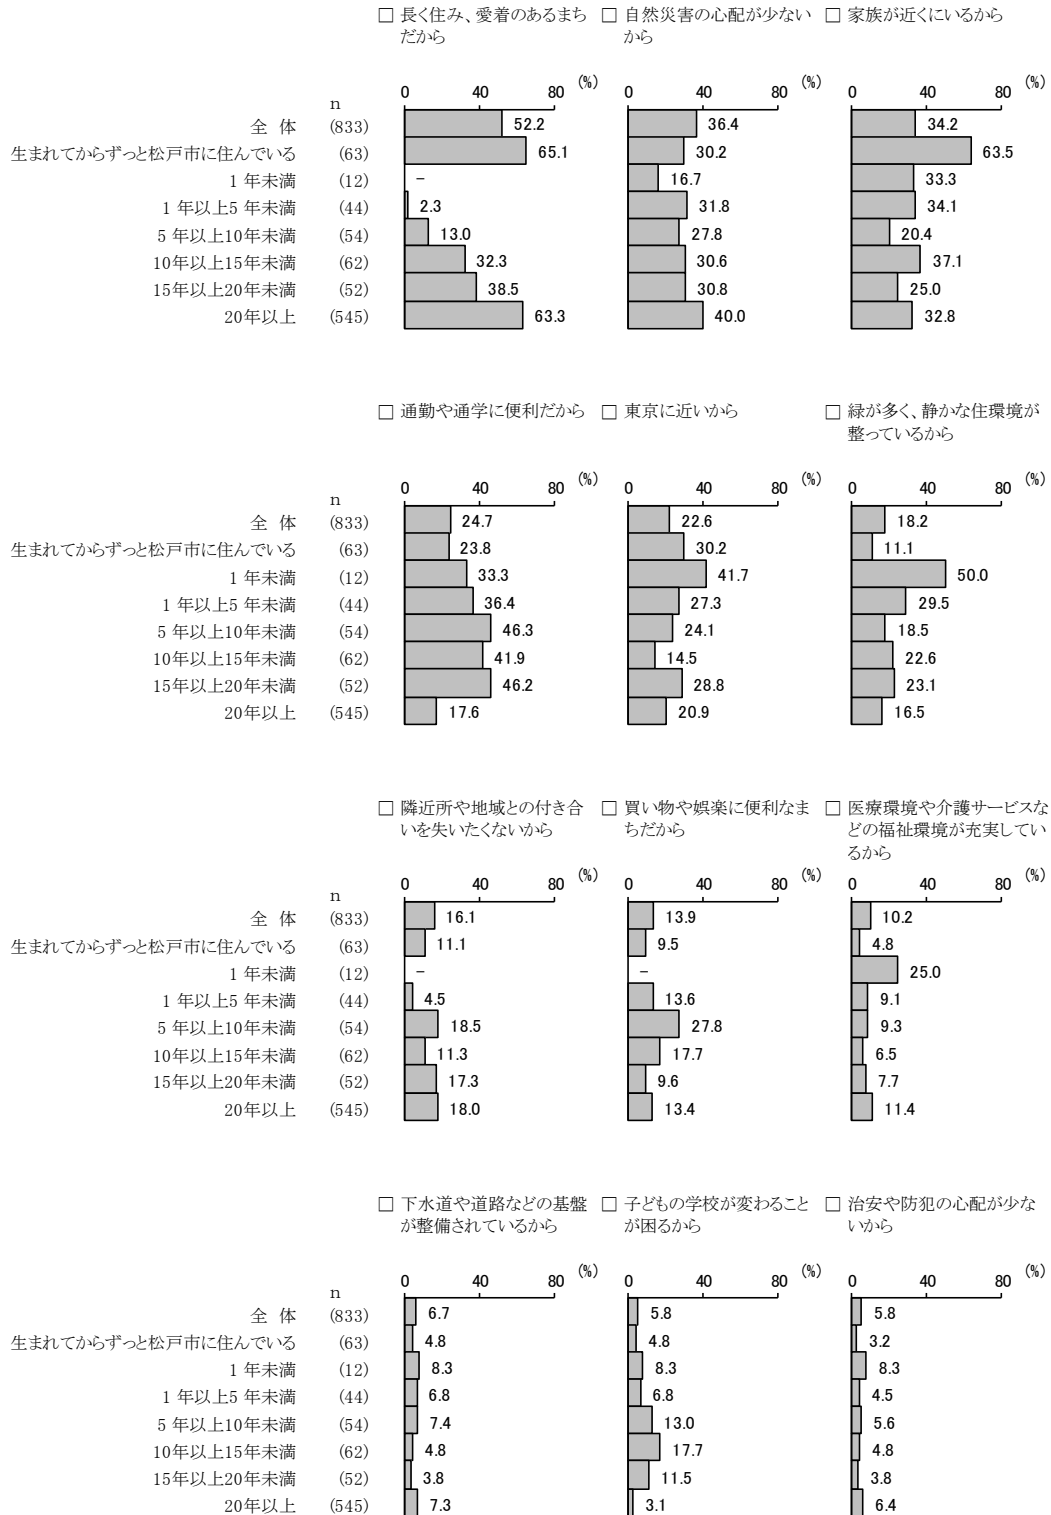 □ 長く住み、愛着のあるまち
だから
□ 自然災害の心配が少ない
から
□ 家族が近くにいるから
0 40 80 (%) 0 40 80 (%) 0 40 80 (%)
n
全 体 (833) 52.2 36.4 34.2
生まれてからずっと松戸市に住んでいる (63) 65.1 30.2 63.5
1 年未満 (12) − 16.7 33.3
1 年以上5 年未満 (44) 2.3 31.8 34.1
5 年以上10年未満 (54) 13.0 27.8 20.4
10年以上15年未満 (62) 32.3 30.6 37.1
15年以上20年未満 (52) 38.5 30.8 25.0
20年以上 (545) 63.3 40.0 32.8
□ 通勤や通学に便利だから
□ 東京に近いから
□ 緑が多く、静かな住環境が
整っているから
0 40 80 (%) 0 40 80 (%) 0 40 80 (%)
n
全 体 (833) 24.7 22.6 18.2
生まれてからずっと松戸市に住んでいる (63) 23.8 30.2 11.1
1 年未満 (12) 33.3 41.7 50.0
1 年以上5 年未満 (44) 36.4 27.3 29.5
5 年以上10年未満 (54) 46.3 24.1 18.5
10年以上15年未満 (62) 41.9 14.5 22.6
15年以上20年未満 (52) 46.2 28.8 23.1
20年以上 (545) 17.6 20.9 16.5
□ 隣近所や地域との付き合
いを失いたくないから
□ 買い物や娯楽に便利なま
ちだから
□ 医療環境や介護サービスな
どの福祉環境が充実してい
るから
0 40 80 (%) 0 40 80 (%) 0 40 80 (%)
n
全 体 (833) 16.1 13.9 10.2
生まれてからずっと松戸市に住んでいる (63) 11.1 9.5 4.8
1 年未満 (12) − − 25.0
1 年以上5 年未満 (44) 4.5 13.6 9.1
5 年以上10年未満 (54) 18.5 27.8 9.3
10年以上15年未満 (62) 11.3 17.7 6.5
15年以上20年未満 (52) 17.3 9.6 7.7
20年以上 (545) 18.0 13.4 11.4
□ 下水道や道路などの基盤
が整備されているから
□ 子どもの学校が変わること
が困るから
□ 治安や防犯の心配が少な
いから
0 40 80 (%) 0 40 80 (%) 0 40 80 (%)
n
全 体 (833) 6.7 5.8 5.8
生まれてからずっと松戸市に住んでいる (63) 4.8 4.8 3.2
1 年未満 (12) 8.3 8.3 8.3
1 年以上5 年未満 (44) 6.8 6.8 4.5
5 年以上10年未満 (54) 7.4 13.0 5.6
10年以上15年未満 (62) 4.8 17.7 4.8
15年以上20年未満 (52) 3.8 11.5 3.8
20年以上 (545) 7.3 3.1 6.4